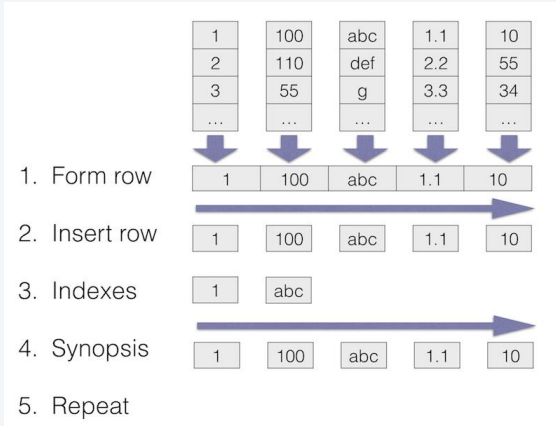 1 100 abc 1.1 10
2 110 def 2.2 55
3 55 g 3.3 34
... ... ... ... ...
1. Form row 1 100 abc 1.1 10
2. Insert row 1 100 abc 1.1 10
3. Indexes 1 abc
4. Synopsis 1 100 abc 1.1 10
5. Repeat